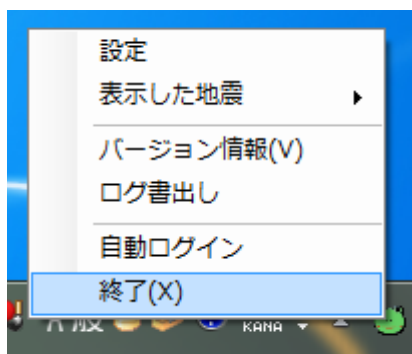 設定
表示した地震
バージョン情報(V)
ログ書出し
自動ログイン
終了(X)
KANA